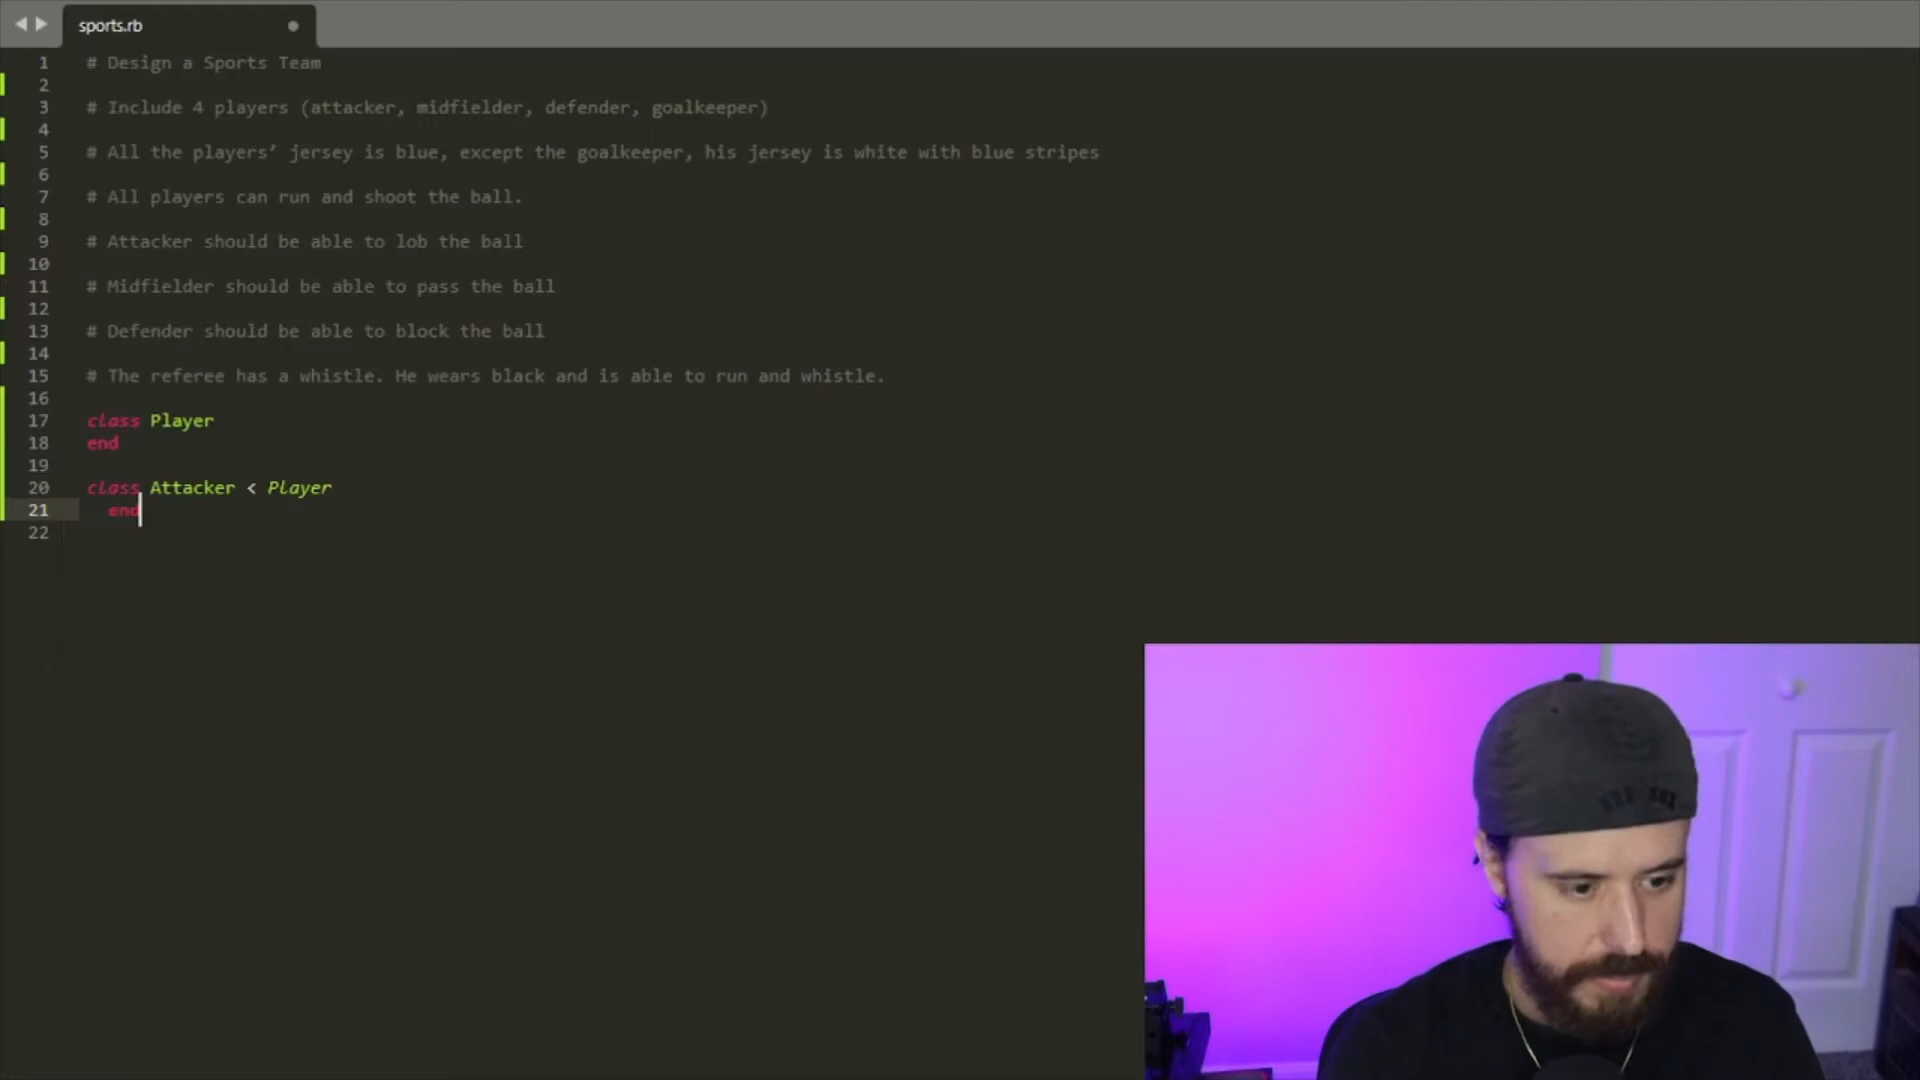 sports.rb
1 # Design a Sports Team
2
3 # Include 4 players (attacker, midfielder, defender, goalkeeper)
4
5 # All the players’ jersey is blue, except the goalkeeper, his jersey is white with blue stripes
6
7 # All players can run and shoot the ball.
8
9 # Attacker should be able to lob the ball
10
11 # Midfielder should be able to pass the ball
12
13 # Defender should be able to block the ball
14
15 # The referee has a whistle. He wears black and is able to run and whistle.
16
17 class Player
18 end
19
20 class Attacker < Player
21 end
22